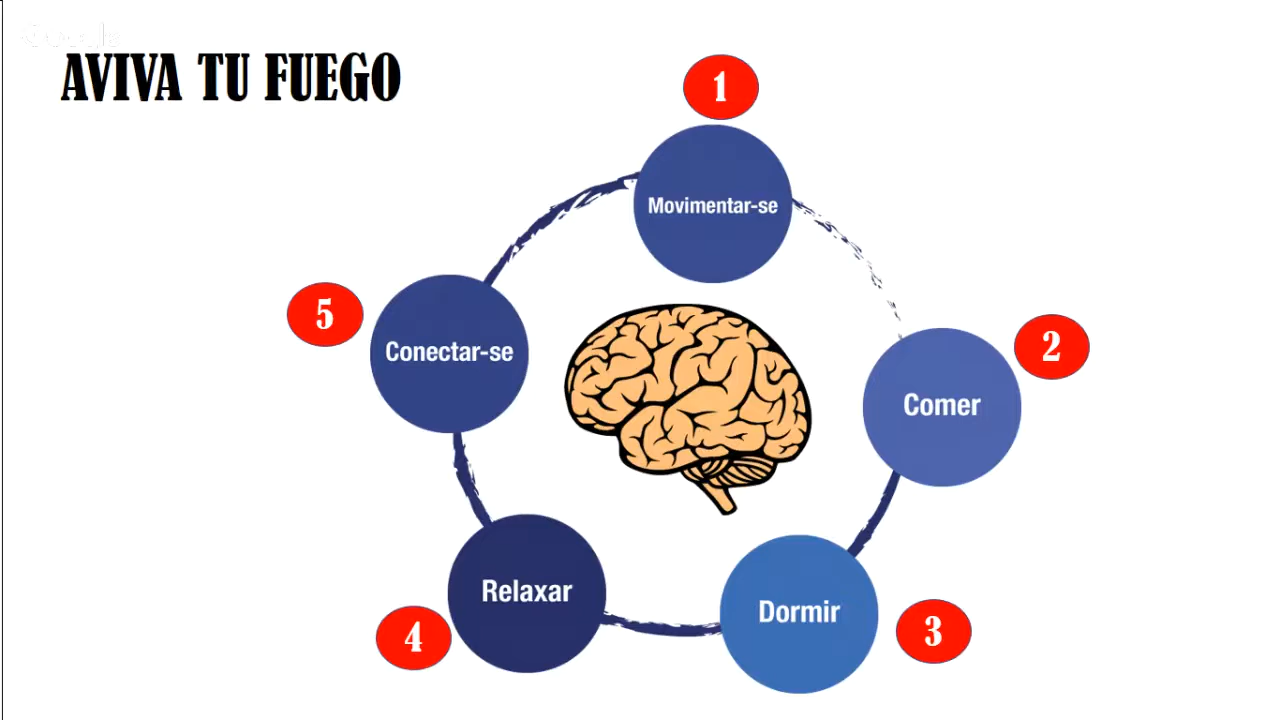 AVIVA TU FUEGO
1
Movimentar-se
2
Comer
3
Dormir
4
Relaxar
5
Conectar-se